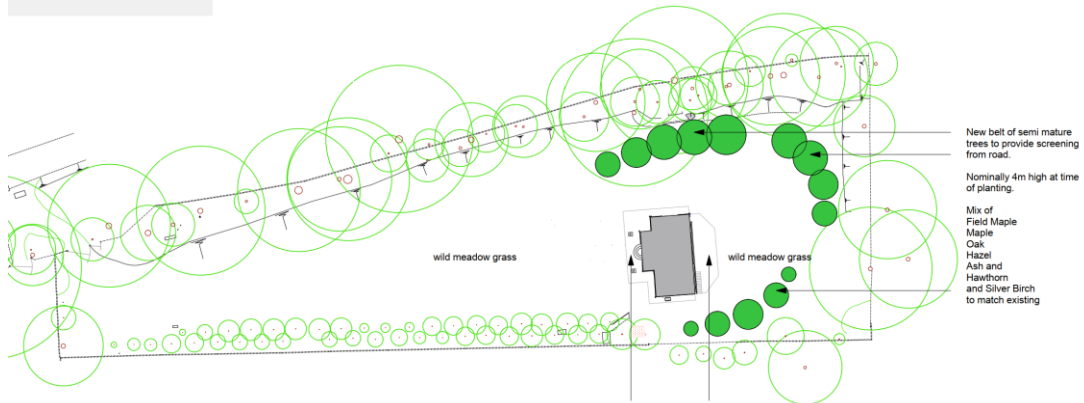 New belt of semi mature
trees to provide screening
from road.
Nominally 4m high at time
of planting.
Mix of
Field Maple
Maple
Oak
Hazel
Ash and
Hawthorn
and Silver Birch
to match existing
wild meadow grass
wild meadow grass